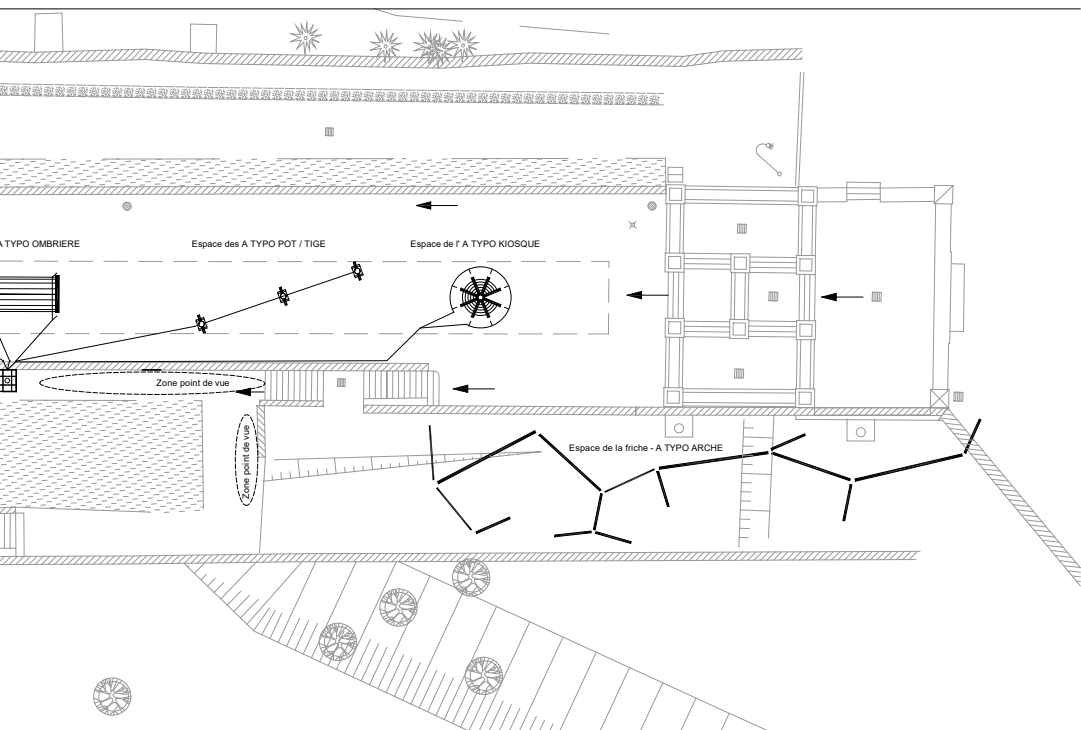 A TYPO OMBRIERE
Espace des A TYPO POT / TIGE
Espace de l' A TYPO KIOSQUE
Zone point de vue
Zone point de vue
Espace de la friche - A TYPO ARCHE